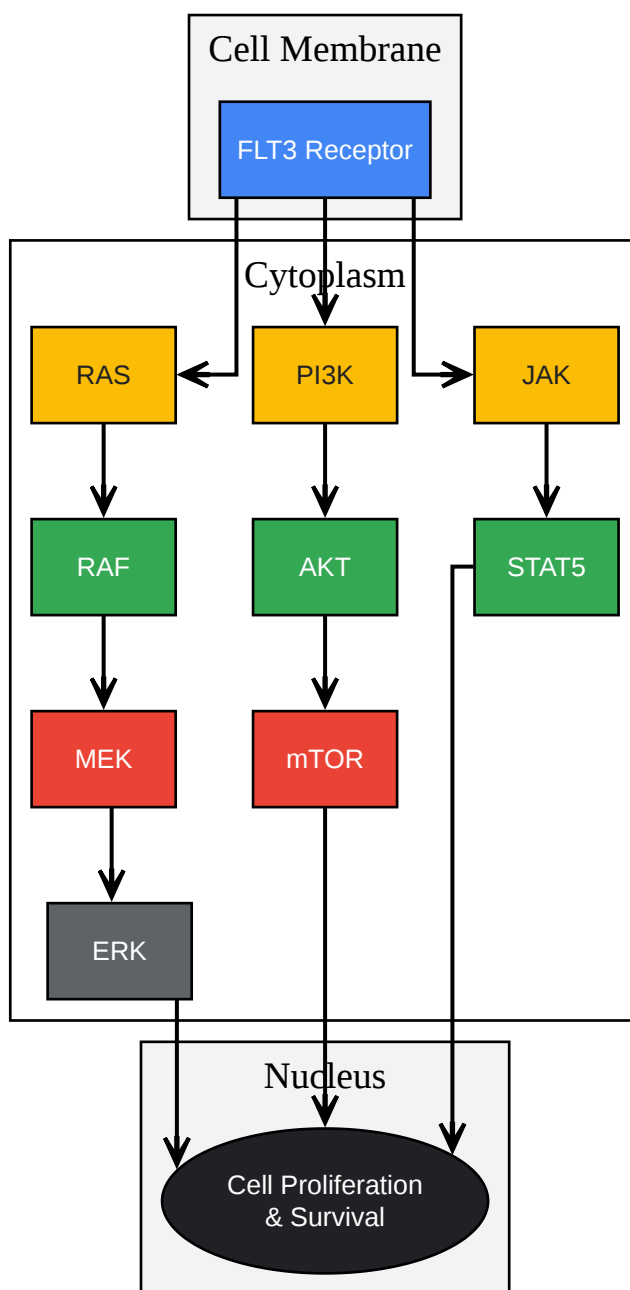 Cell Membrane
FLT3 Receptor
Cytoplasm
RAS
PI3K
JAK
RAF
AKT
STAT5
MEK
mTOR
ERK
Nucleus
Cell Proliferation
& Survival